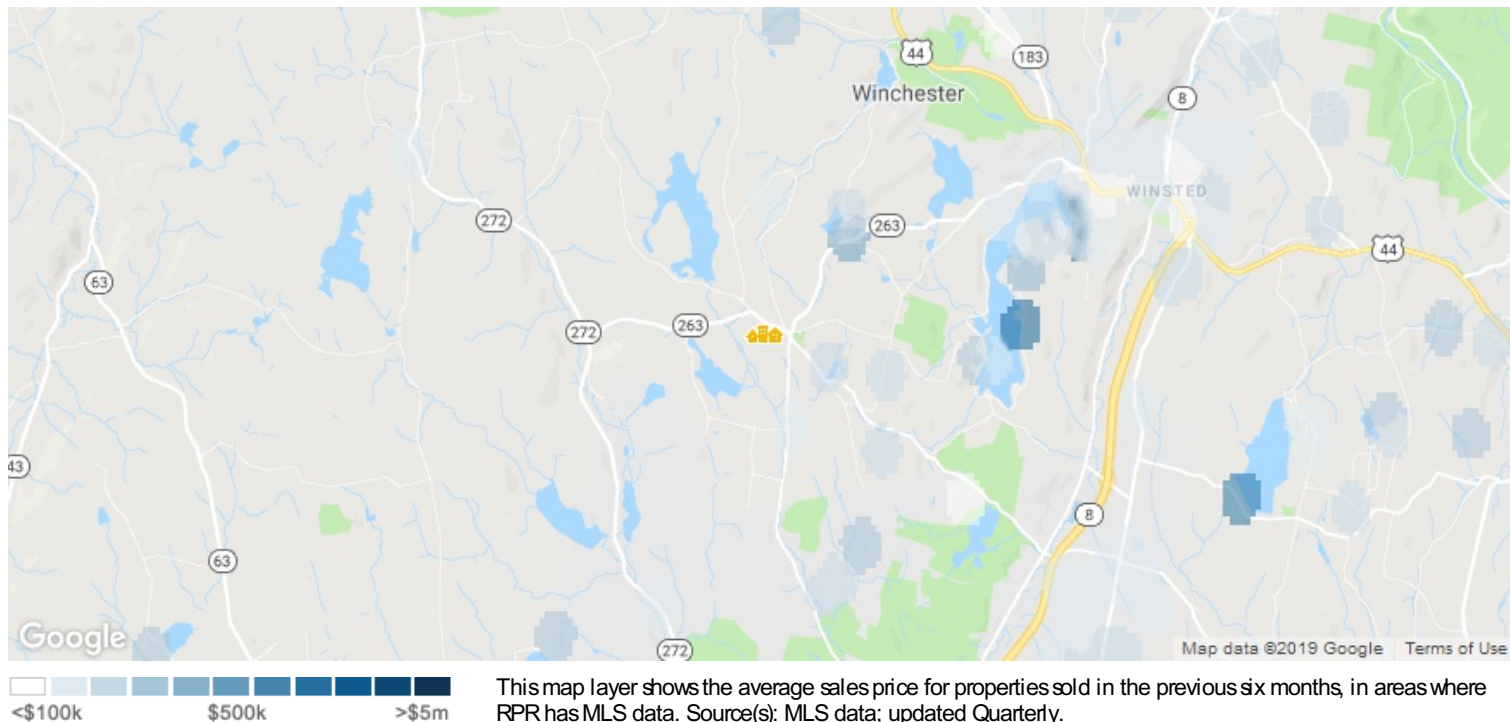 44
183
Winchester
8
WINSTED
272
263
44
63
272
263
43
8
63
272
Google
Map data ©2019 Google
Terms of Use
<$100k
$500k
>$5m
This map layer shows the average sales price for properties sold in the previous six months, in areas where
RPR has MLS data. Source(s): MLS data; updated Quarterly.